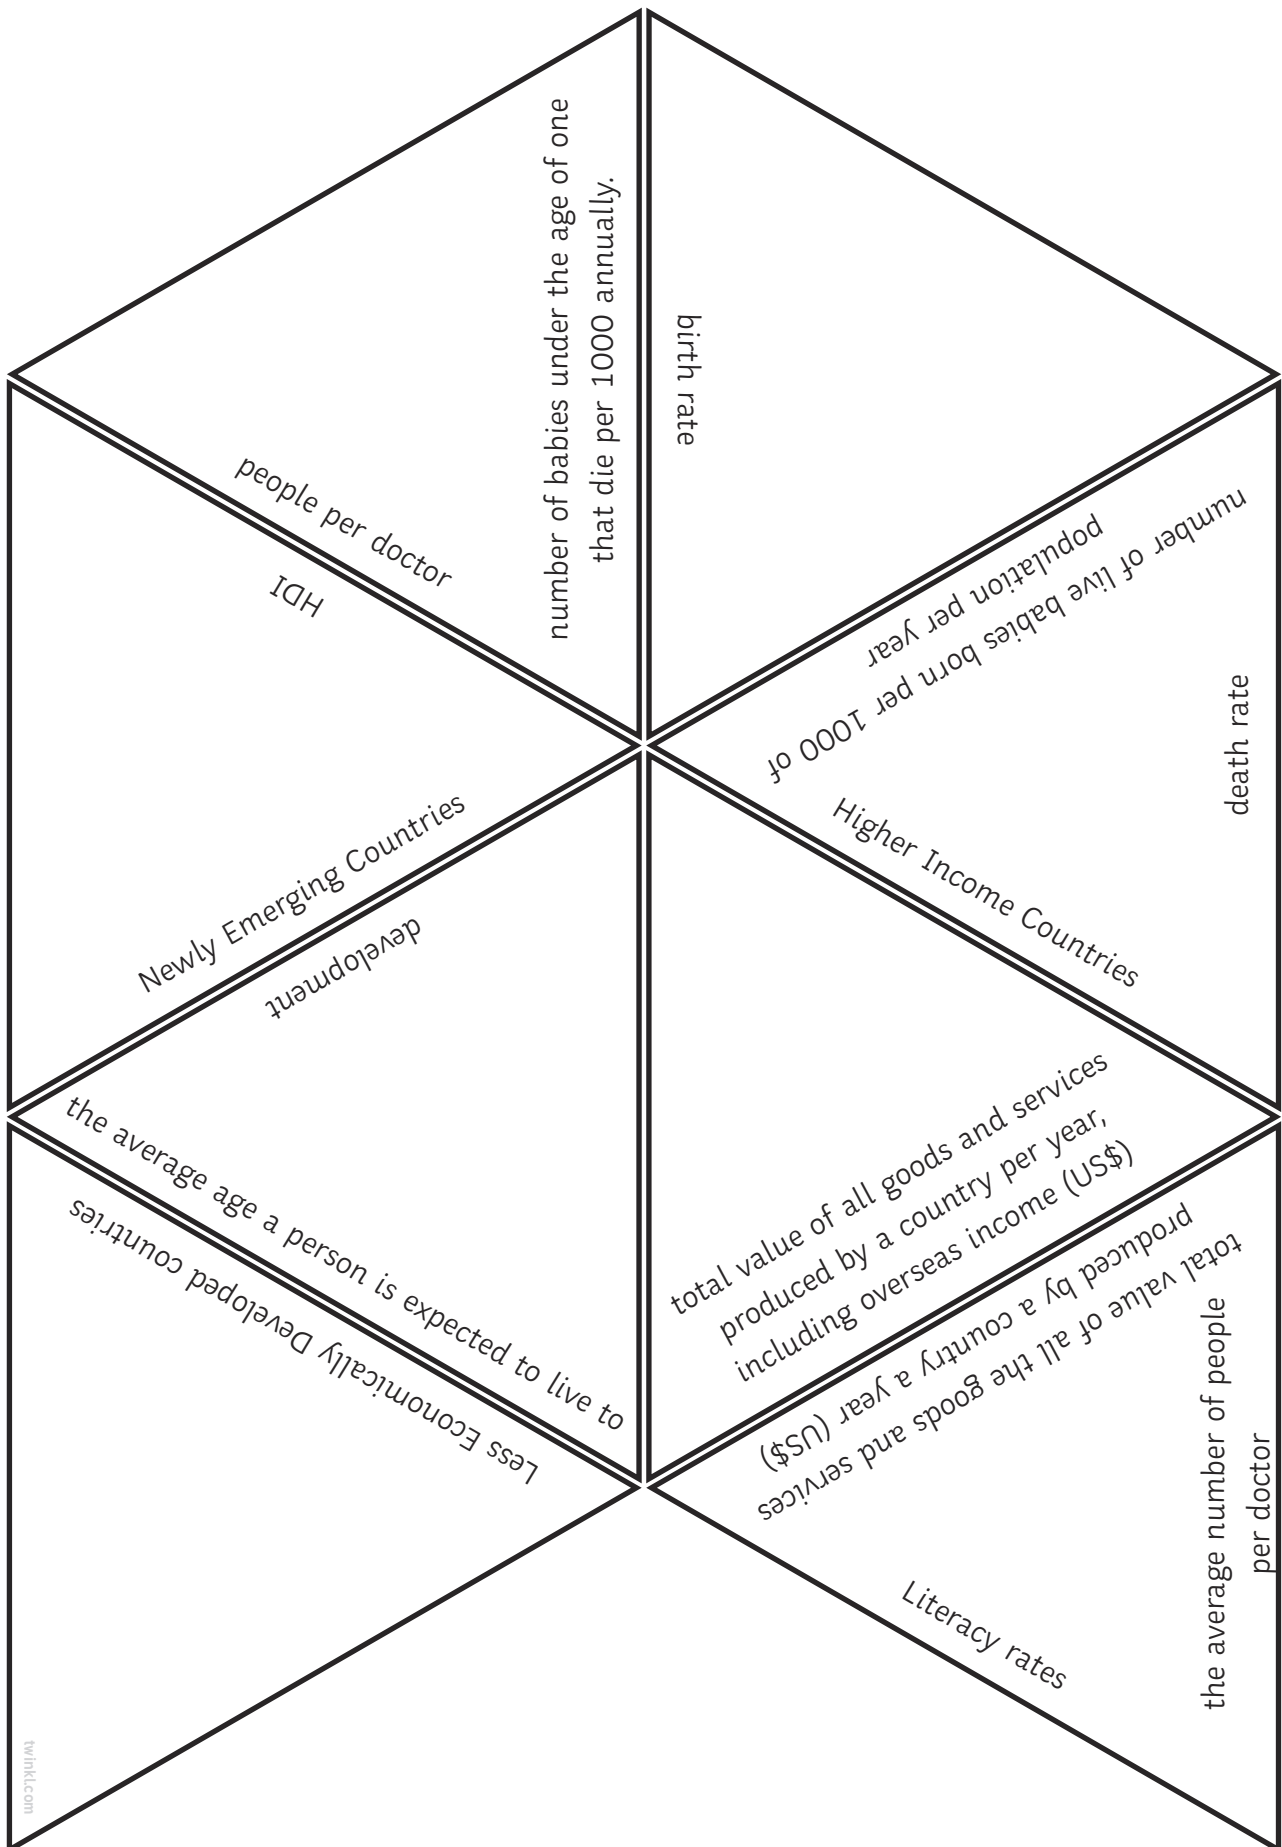 number of babies under the age of one
that die per 1000 annually.
birth rate
people per doctor
HDI
number of live babies born per 1000 of
population per year
death rate
Higher Income Countries
Newly Emerging Countries
development
the average age a person is expected to live to
Less Economically Developed countries
total value of all goods and services
produced by a country per year,
including overseas income (US$)
total value of all the goods and services
produced by a country a year (US$)
the average number of people
per doctor
Literacy rates
twinkl.com